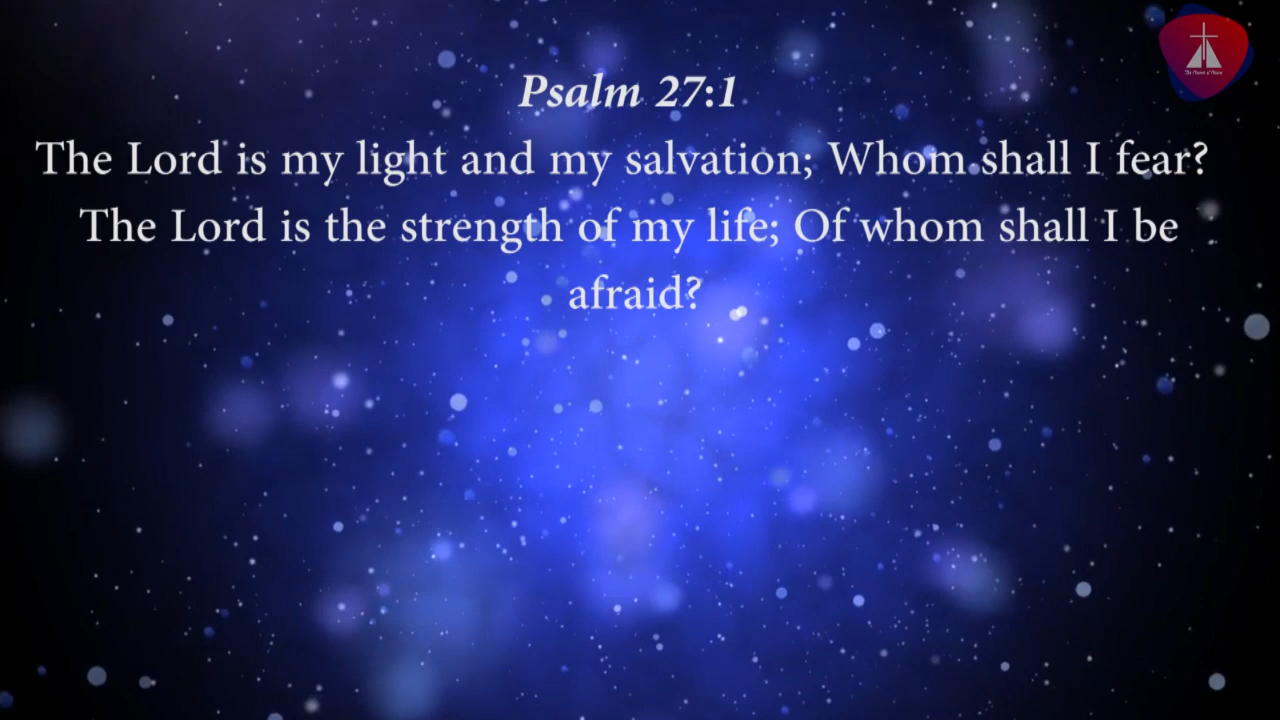 Psalm 27:1
The Lord is my light and my salvation; Whom shall I fear?
The Lord is the strength of my life; Of whom shall I be
afraid?